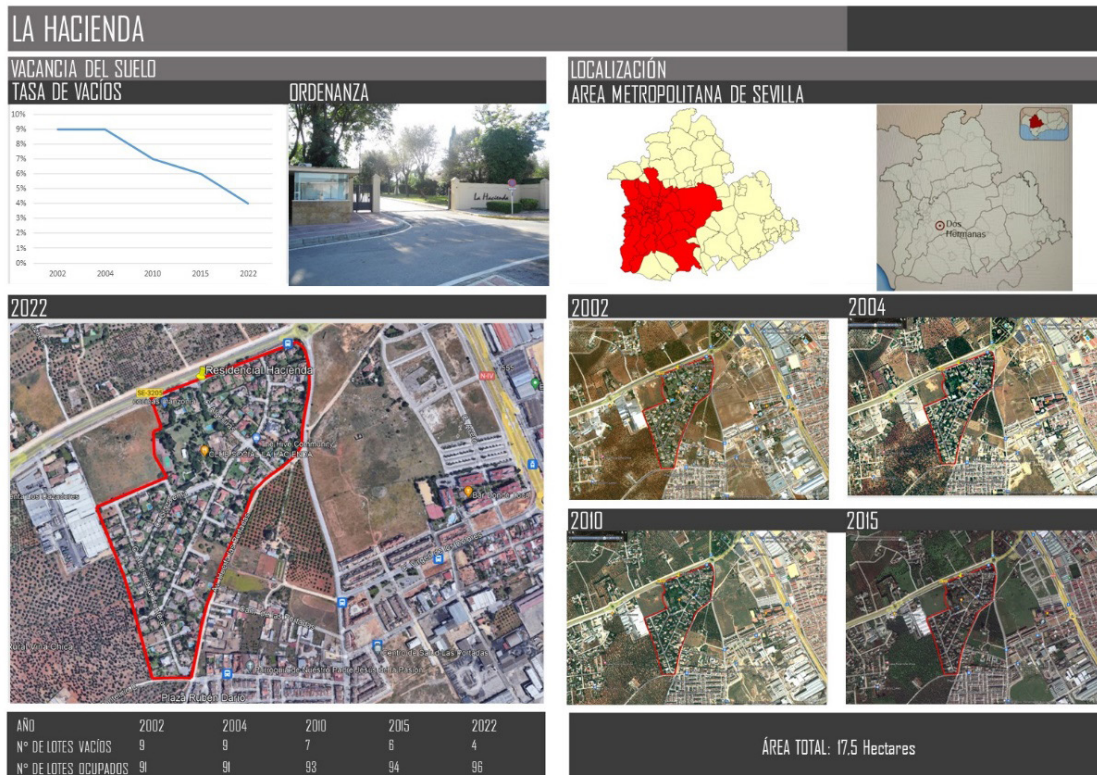 LA HACIENDA
VACANCIA DEL SUELO
TASA DE VACÍOS
ORDENANZA
10%
9%
8%
7%
6%
5%
4%
3%
2%
1%
0%
2002 2004 2010 2015 2022
La Hacienda
LOCALIZACIÓN
AREA METROPOLITANA DE SEVILLA
Dos
Hermanas
2022
Residencial Hacienda
SE-3205
N-IV
LA HACIENDA
Plaza Rubén Darío
2002
2004
2010
2015
AÑO 2002 2004 2010 2015 2022
N° DE LOTES VACÍOS 9 9 7 6 4
N° DE LOTES OCUPADOS 91 91 93 94 96
ÁREA TOTAL: 17.5 Hectares